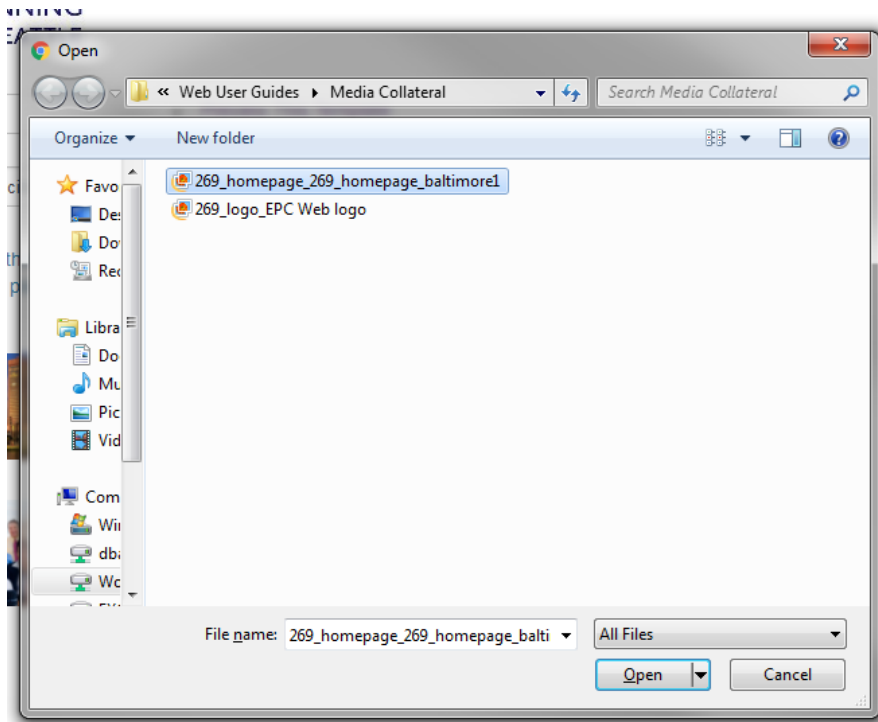 Open
« Web User Guides ▸ Media Collateral
Search Media Collateral
Organize
New folder
Favo
Des
Do
Rec
Libra
Do
Mu
Pic
Vid
Com
Win
dba
Wo
269_homepage_269_homepage_baltimore1
269_logo_EPC Web logo
File name: 269_homepage_269_homepage_balti
All Files
Open
Cancel